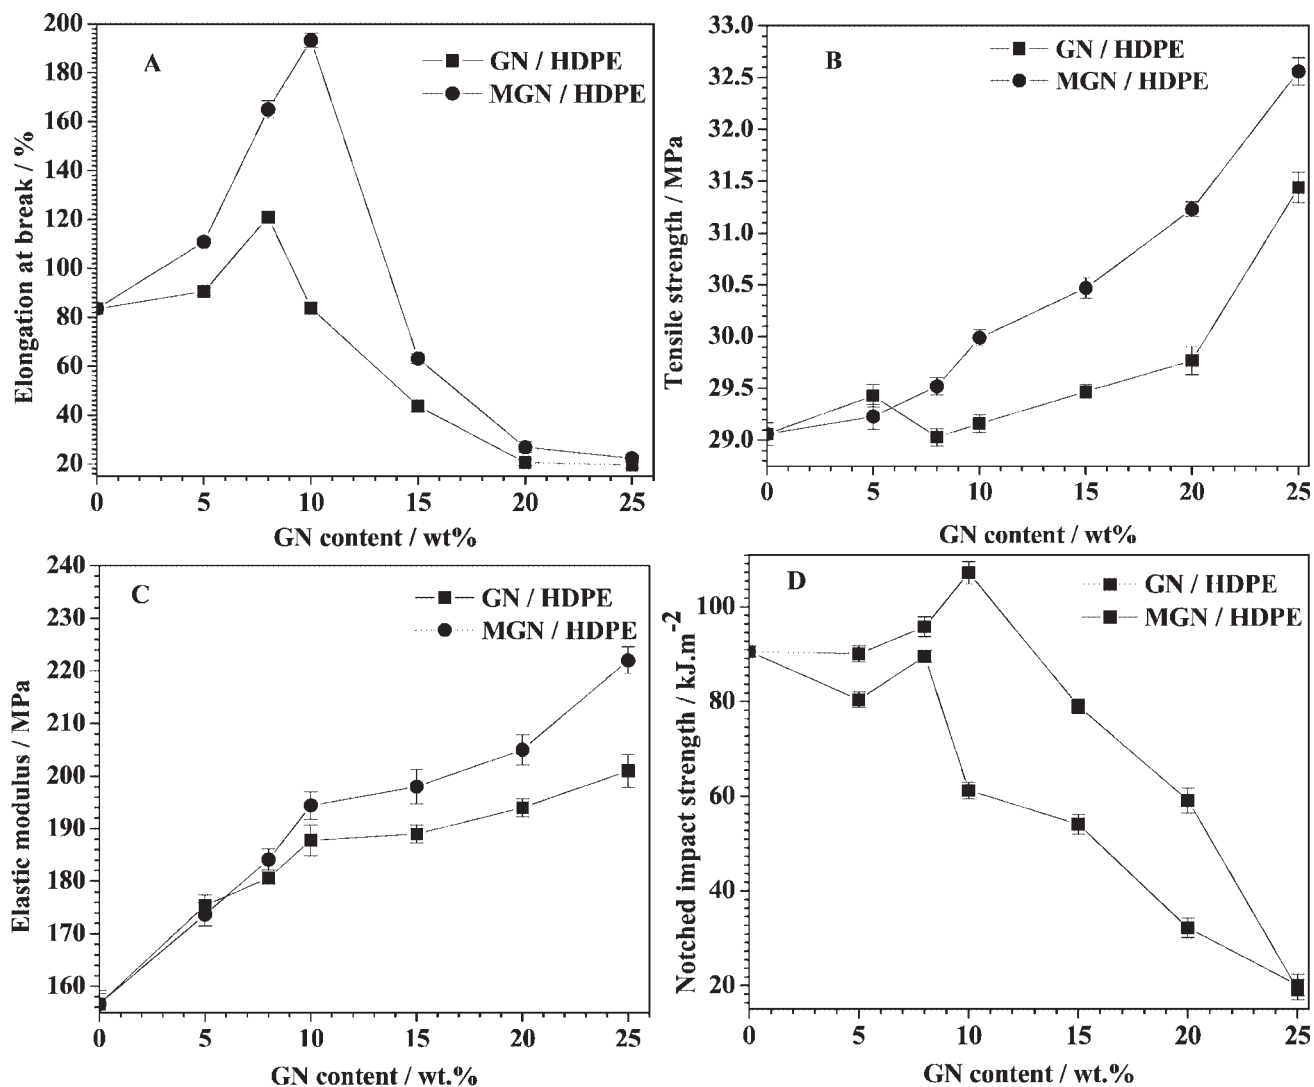 A
GN / HDPE
MGN / HDPE
Elongation at break / %
200
180
160
140
120
100
80
60
40
20
0 5 10 15 20 25
GN content / wt%
B
GN / HDPE
MGN / HDPE
Tensile strength / MPa
33.0
32.5
32.0
31.5
31.0
30.5
30.0
29.5
29.0
0 5 10 15 20 25
GN content / wt%
C
GN / HDPE
MGN / HDPE
Elastic modulus / MPa
240
230
220
210
200
190
180
170
160
0 5 10 15 20 25
GN content / wt.%
D
GN / HDPE
MGN / HDPE
Notched impact strength / kJ.m-2
100
80
60
40
20
0 5 10 15 20 25
GN content / wt.%